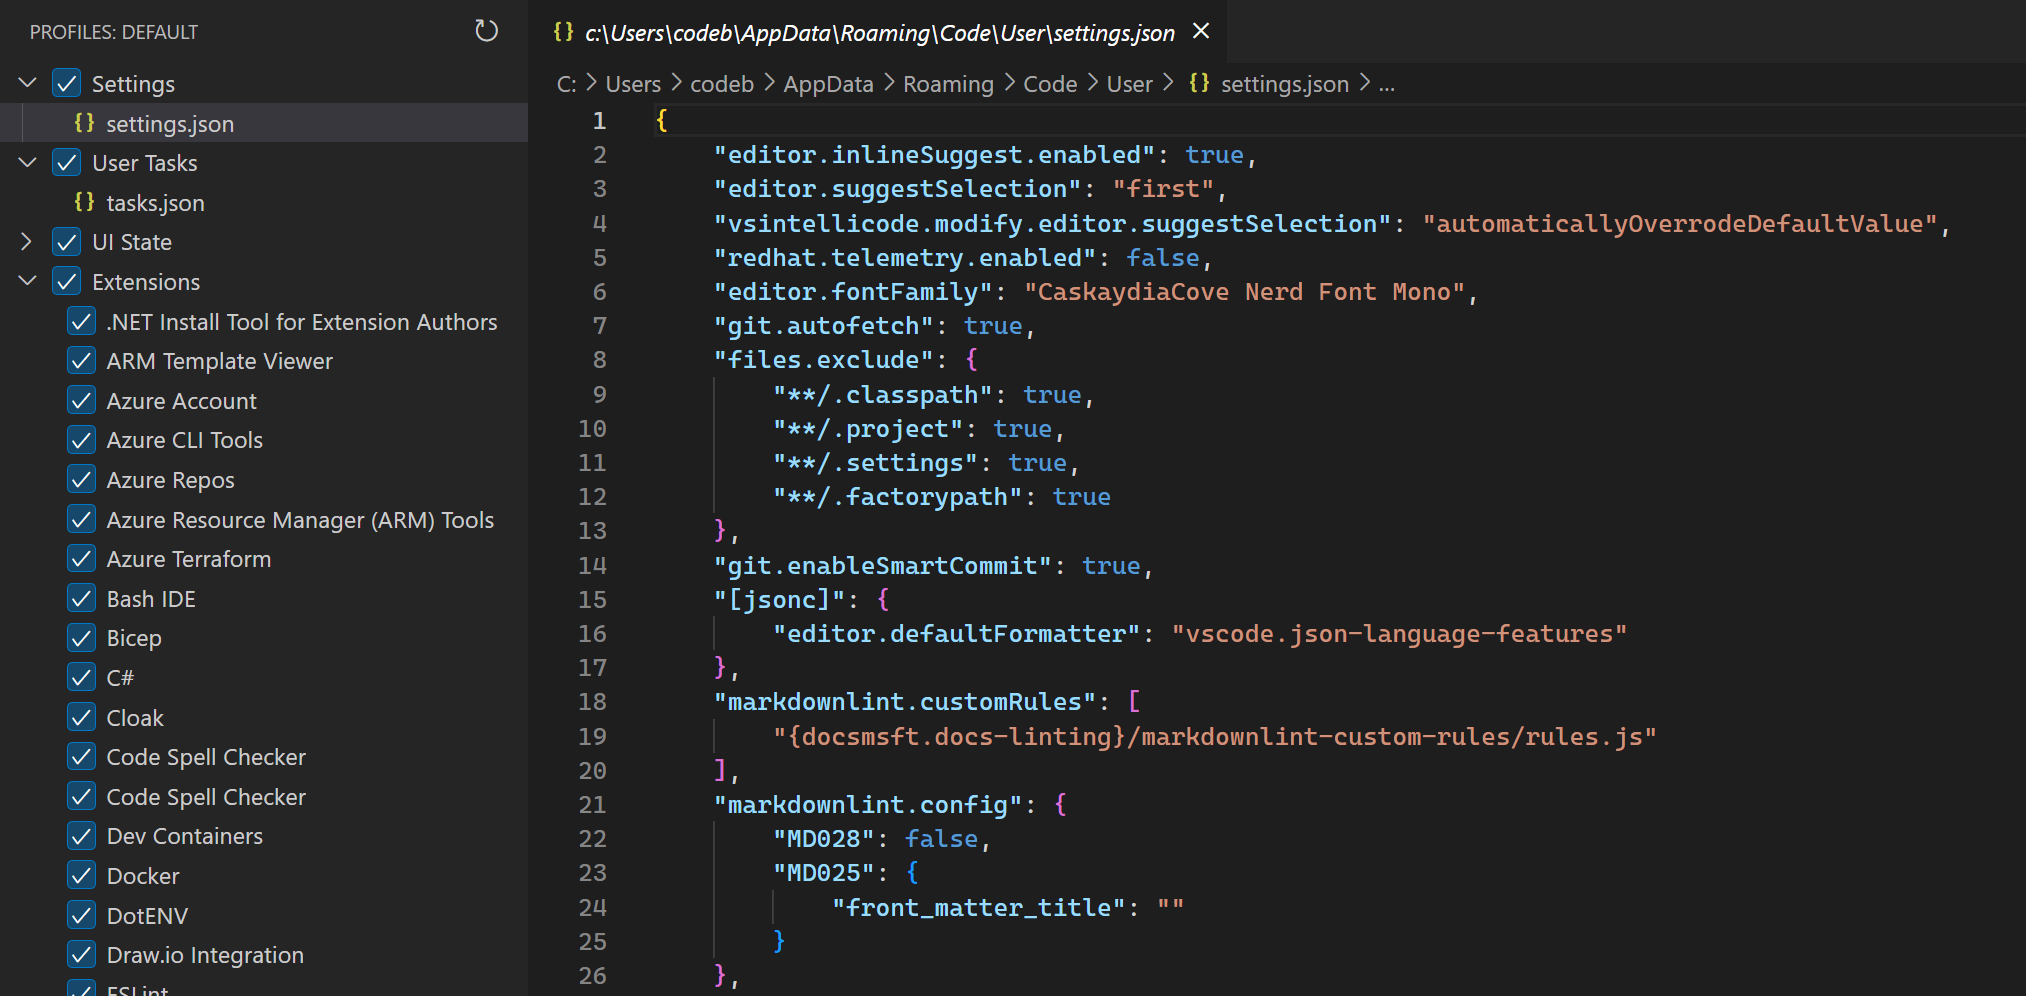 PROFILES: DEFAULT
Settings
{} settings.json
User Tasks
{} tasks.json
UI State
Extensions
.NET Install Tool for Extension Authors
ARM Template Viewer
Azure Account
Azure CLI Tools
Azure Repos
Azure Resource Manager (ARM) Tools
Azure Terraform
Bash IDE
Bicep
C#
Cloak
Code Spell Checker
Code Spell Checker
Dev Containers
Docker
DotENV
Draw.io Integration
ESLint
{} c:\Users\codeb\AppData\Roaming\Code\User\settings.json
C: > Users > codeb > AppData > Roaming > Code > User > {} settings.json > ...
1 {
2 "editor.inlineSuggest.enabled": true,
3 "editor.suggestSelection": "first",
4 "vsintellicode.modify.editor.suggestSelection": "automaticallyOverrodeDefaultValue",
5 "redhat.telemetry.enabled": false,
6 "editor.fontFamily": "CaskaydiaCove Nerd Font Mono",
7 "git.autofetch": true,
8 "files.exclude": {
9 "**/.classpath": true,
10 "**/.project": true,
11 "**/.settings": true,
12 "**/.factorypath": true
13 },
14 "git.enableSmartCommit": true,
15 "[jsonc]": {
16 "editor.defaultFormatter": "vscode.json-language-features"
17 },
18 "markdownlint.customRules": [
19 "{docsmsft.docs-linting}/markdownlint-custom-rules/rules.js"
20 ],
21 "markdownlint.config": {
22 "MD028": false,
23 "MD025": {
24 "front_matter_title": ""
25 }
26 },